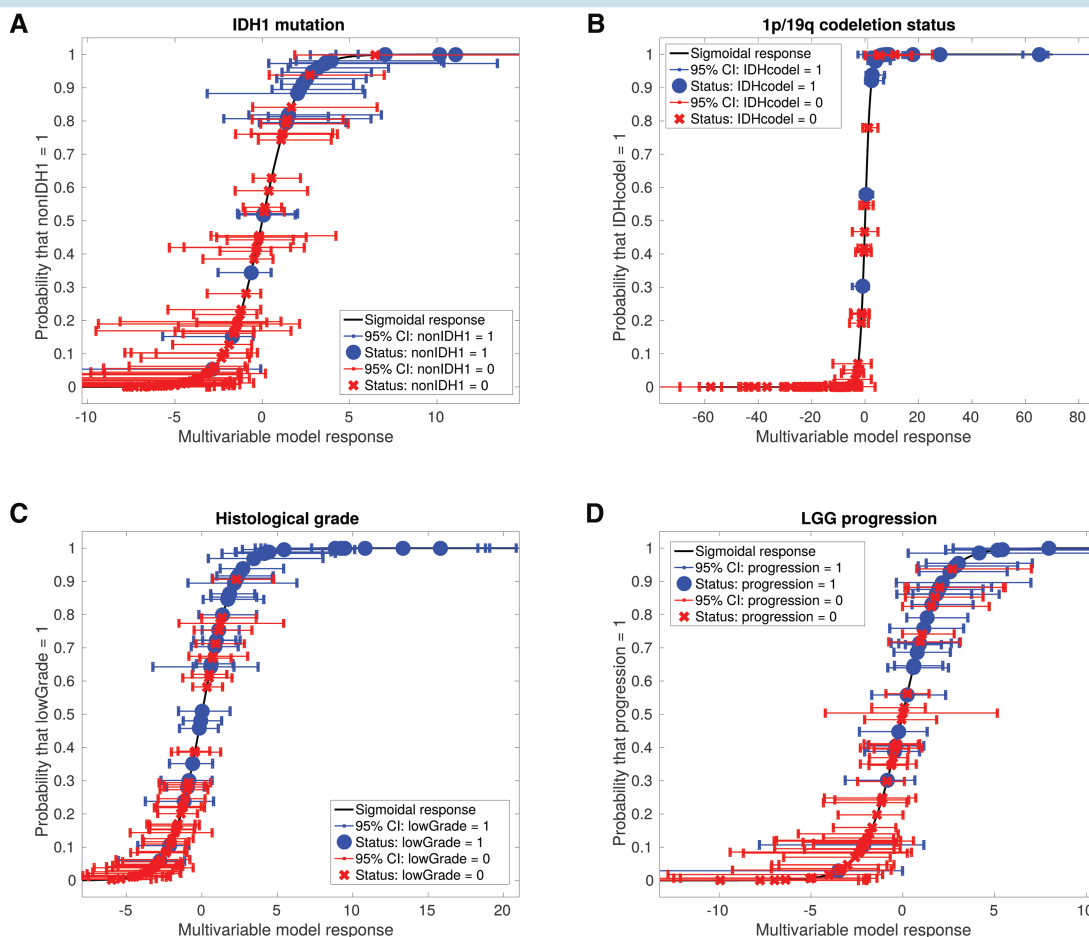 A
IDH1 mutation
Probability that nonIDH1 = 1
1
0.9
0.8
0.7
0.6
0.5
0.4
0.3
0.2
0.1
0
Sigmoidal response
95% CI: nonIDH1 = 1
Status: nonIDH1 = 1
95% CI: nonIDH1 = 0
Status: nonIDH1 = 0
-10 -5 0 5 10
Multivariable model response
B
1p/19q codeletion status
Probability that IDHcodel = 1
1
0.9
0.8
0.7
0.6
0.5
0.4
0.3
0.2
0.1
0
Sigmoidal response
95% CI: IDHcodel = 1
Status: IDHcodel = 1
95% CI: IDHcodel = 0
Status: IDHcodel = 0
-60 -40 -20 0 20 40 60 80
Multivariable model response
C
Histological grade
Probability that lowGrade = 1
1
0.9
0.8
0.7
0.6
0.5
0.4
0.3
0.2
0.1
0
Sigmoidal response
95% CI: lowGrade = 1
Status: lowGrade = 1
95% CI: lowGrade = 0
Status: lowGrade = 0
-5 0 5 10 15 20
Multivariable model response
D
LGG progression
Probability that progression = 1
1
0.9
0.8
0.7
0.6
0.5
0.4
0.3
0.2
0.1
0
Sigmoidal response
95% CI: progression = 1
Status: progression = 1
95% CI: progression = 0
Status: progression = 0
-10 -5 0 5
Multivariable model response